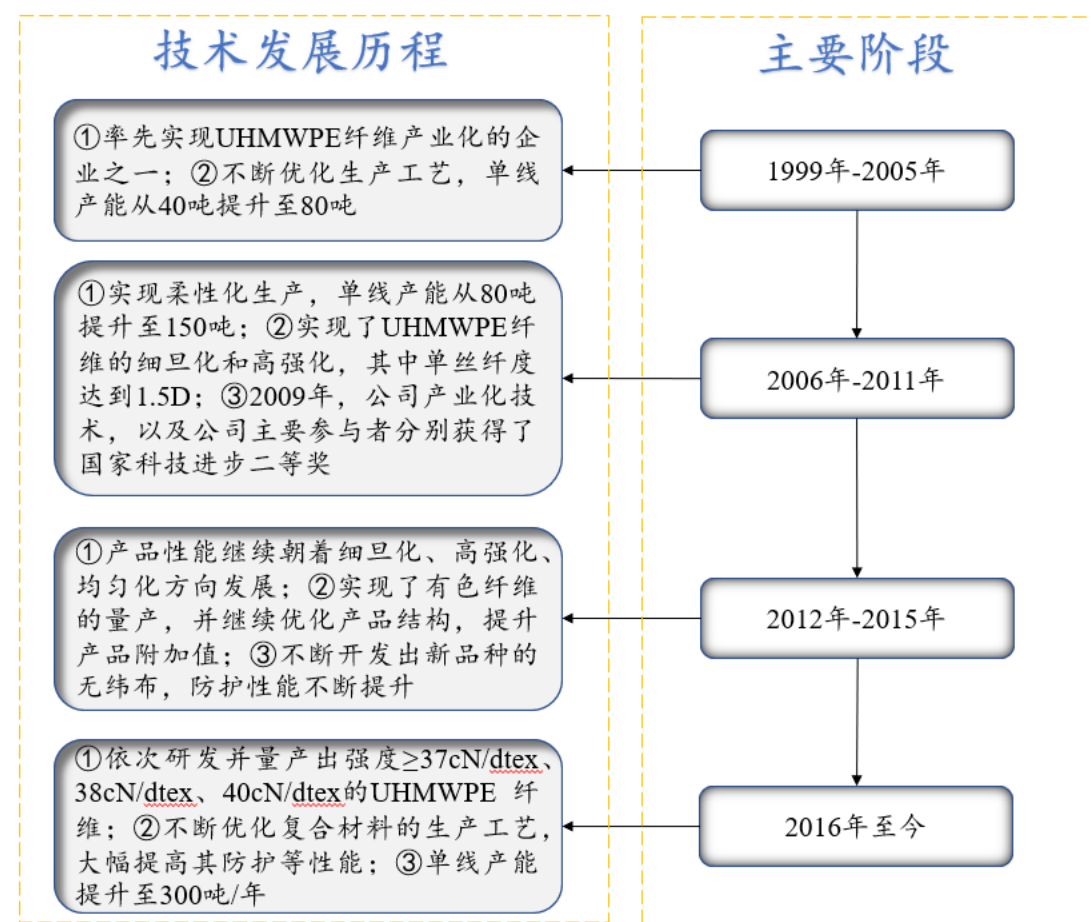 技术发展历程
主要阶段
①率先实现UHMWPE纤维产业化的企
业之一；②不断优化生产工艺，单线
产能从40吨提升至80吨
1999年-2005年
①实现柔性化生产，单线产能从80吨
提升至150吨；②实现了UHMWPE纤
维的细旦化和高强化，其中单丝纤度
达到1.5D；③2009年，公司产业化技
术，以及公司主要参与者分别获得了
国家科技进步二等奖
2006年-2011年
①产品性能继续朝着细旦化、高强化、
均匀化方向发展；②实现了有色纤维
的量产，并继续优化产品结构，提升
产品附加值；③不断开发出新品种的
无纬布，防护性能不断提升
2012年-2015年
①依次研发并量产出强度≥37cN/dtex、
38cN/dtex、40cN/dtex的UHMWPE 纤
维；②不断优化复合材料的生产工艺，
大幅提高其防护等性能；③单线产能
提升至300吨/年
2016年至今